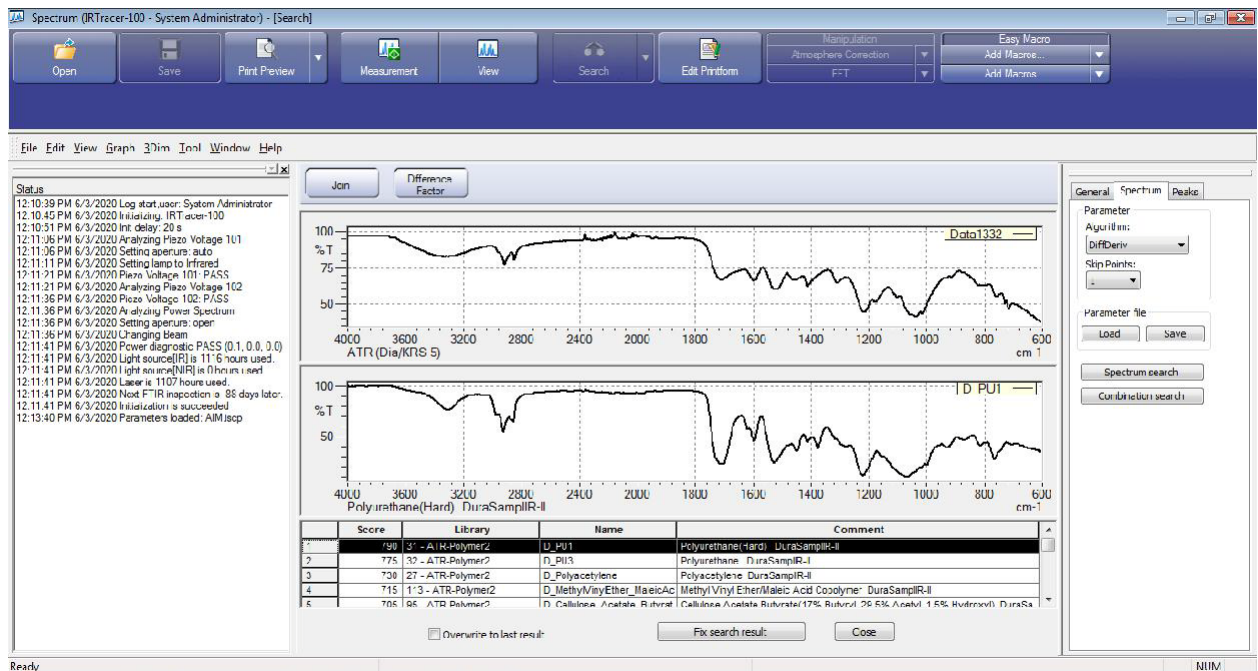 Spectrum (IRTracer-100 - System Administrator) - [Search]
Open
Save
Print Preview
Measurement
View
Search
Edit Printform
Manipulation
Atmosphere Correction
FFT
Easy Macro
Add Macros...
Add Macros
File Edit View Graph 3Dim Tool Window Help
Status
12:10:39 PM 6/3/2020 Log start,user: System Administrator
12:10:45 PM 6/3/2020 Initializing: IRTracer-100
12:10:51 PM 6/3/2020 Init delay: 20 s
12:11:06 PM 6/3/2020 Analyzing Piezo Voltage 101
12:11:06 PM 6/3/2020 Setting aperture: auto
12:11:11 PM 6/3/2020 Setting lamp to Infrared
12:11:21 PM 6/3/2020 Piezo Voltage 101: PASS
12:11:21 PM 6/3/2020 Analyzing Piezo Voltage 102
12:11:36 PM 6/3/2020 Piezo Voltage 102: PASS
12:11:36 PM 6/3/2020 Analyzing Power Spectrum
12:11:36 PM 6/3/2020 Setting aperture: open
12:11:36 PM 6/3/2020 Changing Beam
12:11:41 PM 6/3/2020 Power diagnostic PASS (0.1, 0.0, 0.0)
12:11:41 PM 6/3/2020 Light source[IR] is 1116 hours used.
12:11:41 PM 6/3/2020 Light source[NIR] is 0 hours used
12:11:41 PM 6/3/2020 Laser is 1107 hours used.
12:11:41 PM 6/3/2020 Next FTIR inspection is 88 days later.
12:11:41 PM 6/3/2020 Initialization is succeeded
12:13:40 PM 6/3/2020 Parameters loaded: AIM.iscp
Join
Difference Factor
100
%T
75
50
Data1332
4000 3600 3200 2800 2400 2000 1800 1600 1400 1200 1000 800 600
ATR (Dia/KRS 5) cm-1
100
%T
50
D_PU1
4000 3600 3200 2800 2400 2000 1800 1600 1400 1200 1000 800 600
Polyurethane(Hard) DuraSamplIR-II cm-1
Score Library Name Comment
1 790 31 - ATR-Polymer2 D_PU1 Polyurethane(Hard) DuraSamplIR-II
2 775 32 - ATR-Polymer2 D_PU3 Polyurethane DuraSamplIR-II
3 730 27 - ATR-Polymer2 D_Polyacetylene Polyacetylene DuraSamplIR-II
4 715 113 - ATR-Polymer2 D_MethylVinylEther_MaleicAc Methyl Vinyl Ether/Maleic Acid Copolymer DuraSamplIR-II
5 705 95 - ATR-Polymer2 D_Cellulose_Acetate_Butyrat Cellulose Acetate Butyrate(17% Butyryl, 29.5% Acetyl, 1.5% Hydroxyl) DuraSa
Overwrite to last result
Fix search result
Close
General Spectrum Peaks
Parameter
Algorithm:
DiffDeriv
Skip Points:
Parameter file
Load Save
Spectrum search
Combination search
Ready
NUM